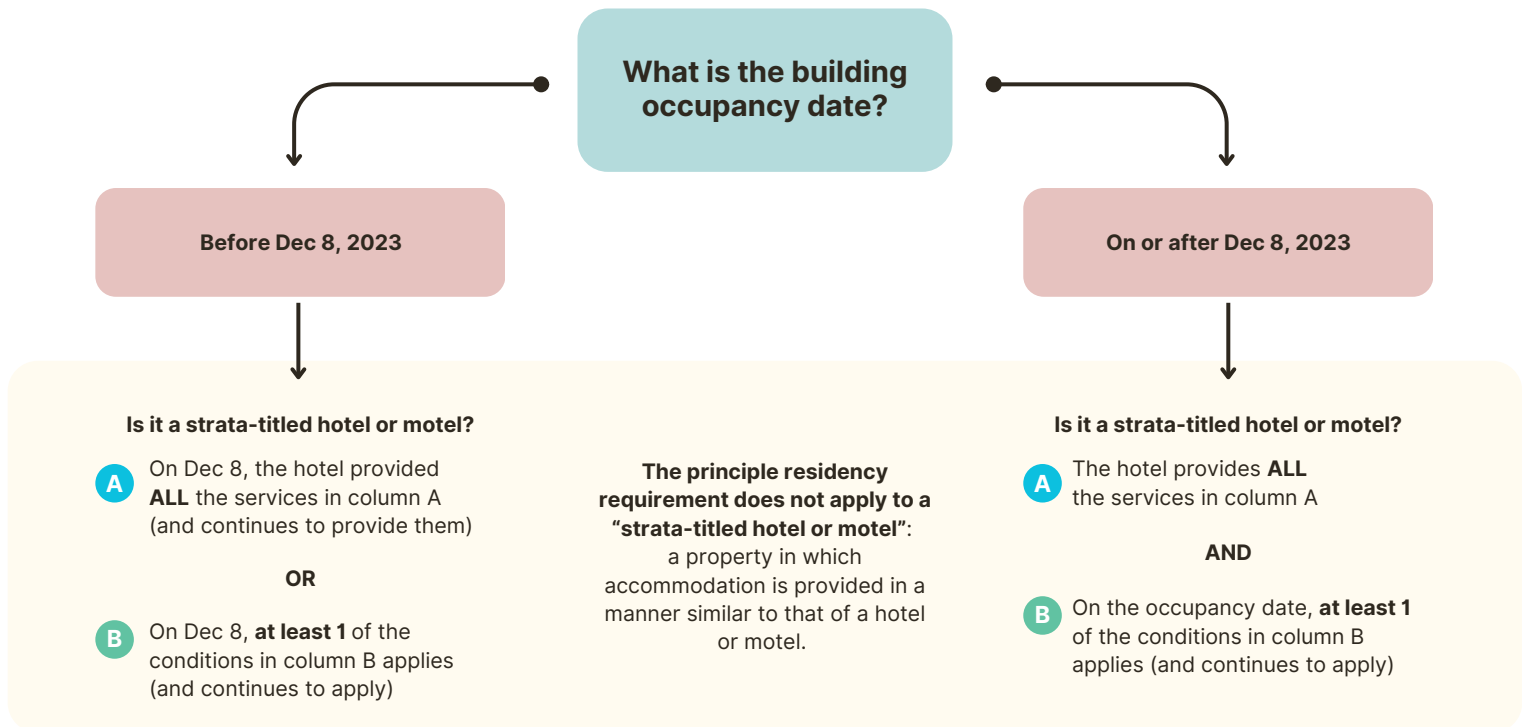 What is the building
occupancy date?
Before Dec 8, 2023
On or after Dec 8, 2023
Is it a strata-titled hotel or motel?
A
On Dec 8, the hotel provided
ALL the services in column A
(and continues to provide them)
OR
B
On Dec 8, at least 1 of the
conditions in column B applies
(and continues to apply)
The principle residency
requirement does not apply to a
“strata-titled hotel or motel”:
a property in which
accommodation is provided in a
manner similar to that of a hotel
or motel.
Is it a strata-titled hotel or motel?
A
The hotel provides ALL
the services in column A
AND
B
On the occupancy date, at least 1
of the conditions in column B
applies (and continues to apply)